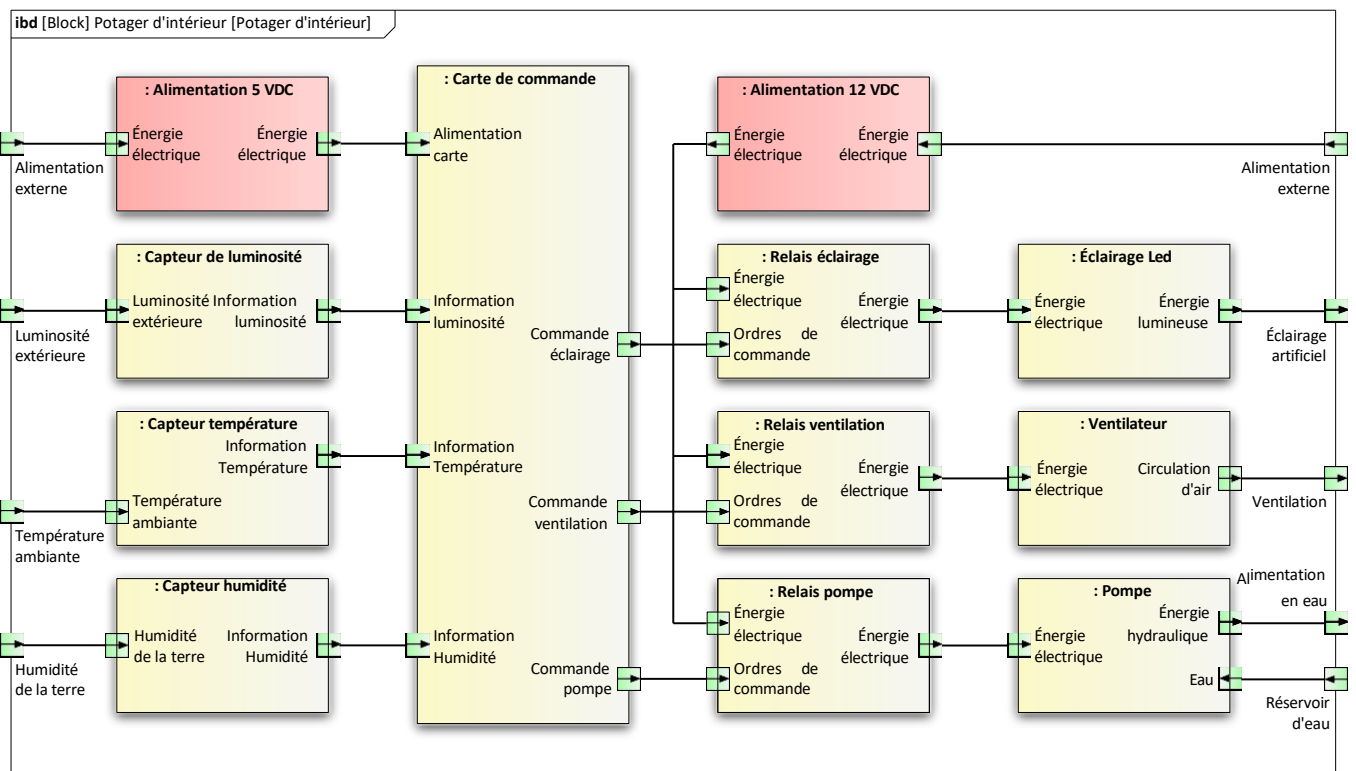 ibd [Block] Potager d'intérieur [Potager d'intérieur]
: Alimentation 5 VDC
Énergie
électrique
Énergie
électrique
Alimentation
externe
: Capteur de luminosité
Luminosité
extérieure
Information
luminosité
Luminosité
extérieure
: Capteur température
Information
Température
Température
ambiante
Température
ambiante
: Capteur humidité
Humidité
de la terre
Information
Humidité
Humidité
de la terre
: Carte de commande
Alimentation
carte
Information
luminosité
Commande
éclairage
Information
Température
Commande
ventilation
Information
Humidité
Commande
pompe
: Alimentation 12 VDC
Énergie
électrique
Énergie
électrique
Alimentation
externe
: Relais éclairage
Énergie
électrique
Énergie
électrique
Ordres de
commande
: Éclairage Led
Énergie
électrique
Énergie
lumineuse
Éclairage
artificiel
: Relais ventilation
Énergie
électrique
Énergie
électrique
Ordres de
commande
: Ventilateur
Énergie
électrique
Circulation
d'air
Ventilation
: Relais pompe
Énergie
électrique
Énergie
électrique
Ordres de
commande
: Pompe
Énergie
hydraulique
Énergie
électrique
Eau
Alimentation
en eau
Réservoir
d'eau